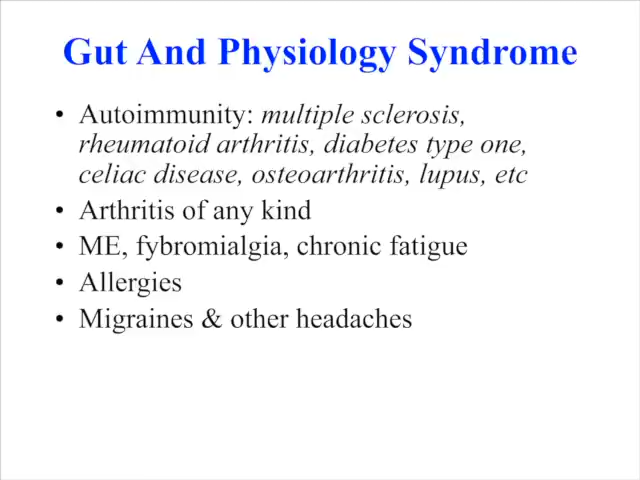 Gut And Physiology Syndrome
• Autoimmunity: multiple sclerosis,
rheumatoid arthritis, diabetes type one,
celiac disease, osteoarthritis, lupus, etc
• Arthritis of any kind
• ME, fybromialgia, chronic fatigue
• Allergies
• Migraines & other headaches